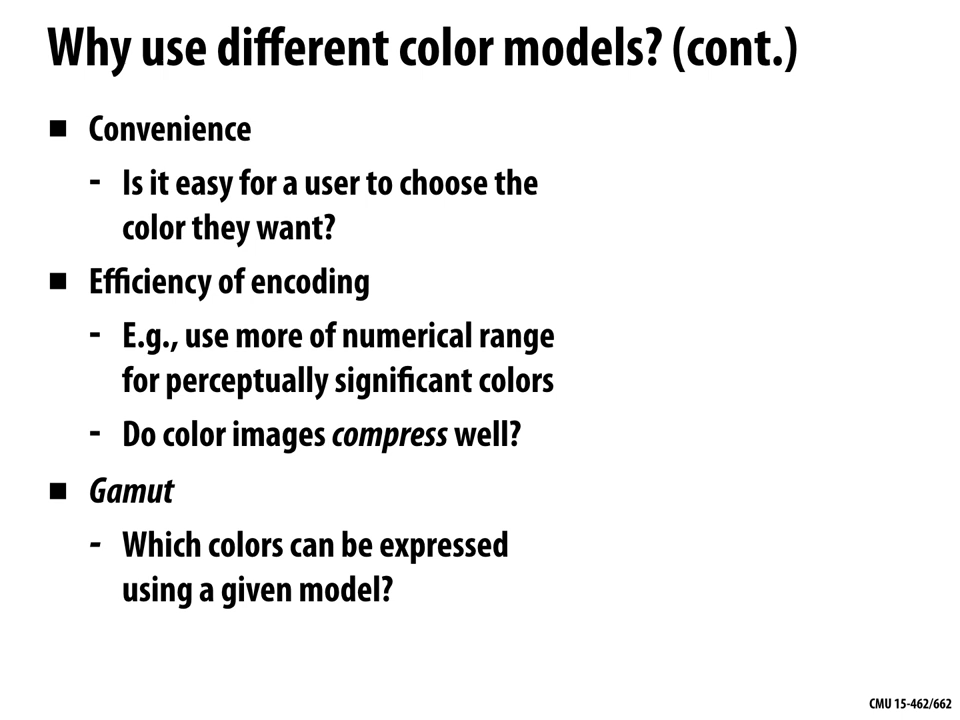 Why use different color models? (cont.)
■ Convenience
- Is it easy for a user to choose the
color they want?
■ Efficiency of encoding
- E.g., use more of numerical range
for perceptually significant colors
- Do color images compress well?
■ Gamut
- Which colors can be expressed
using a given model?
CMU 15-462/662